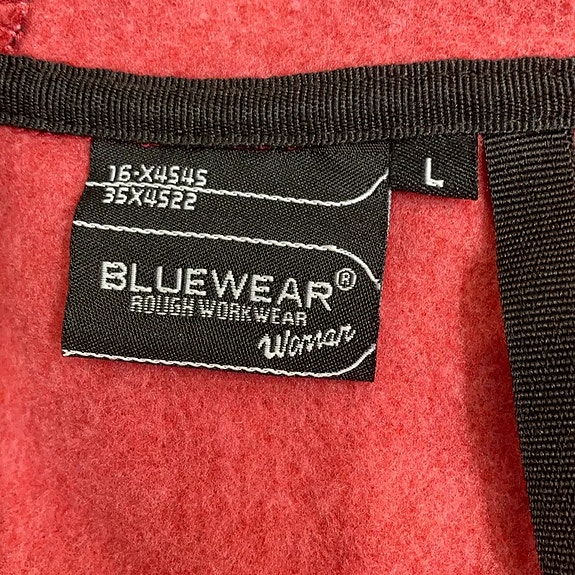 16-X4545
35X4522
L
BLUEWEAR®
ROUGH WORKWEAR
Woman